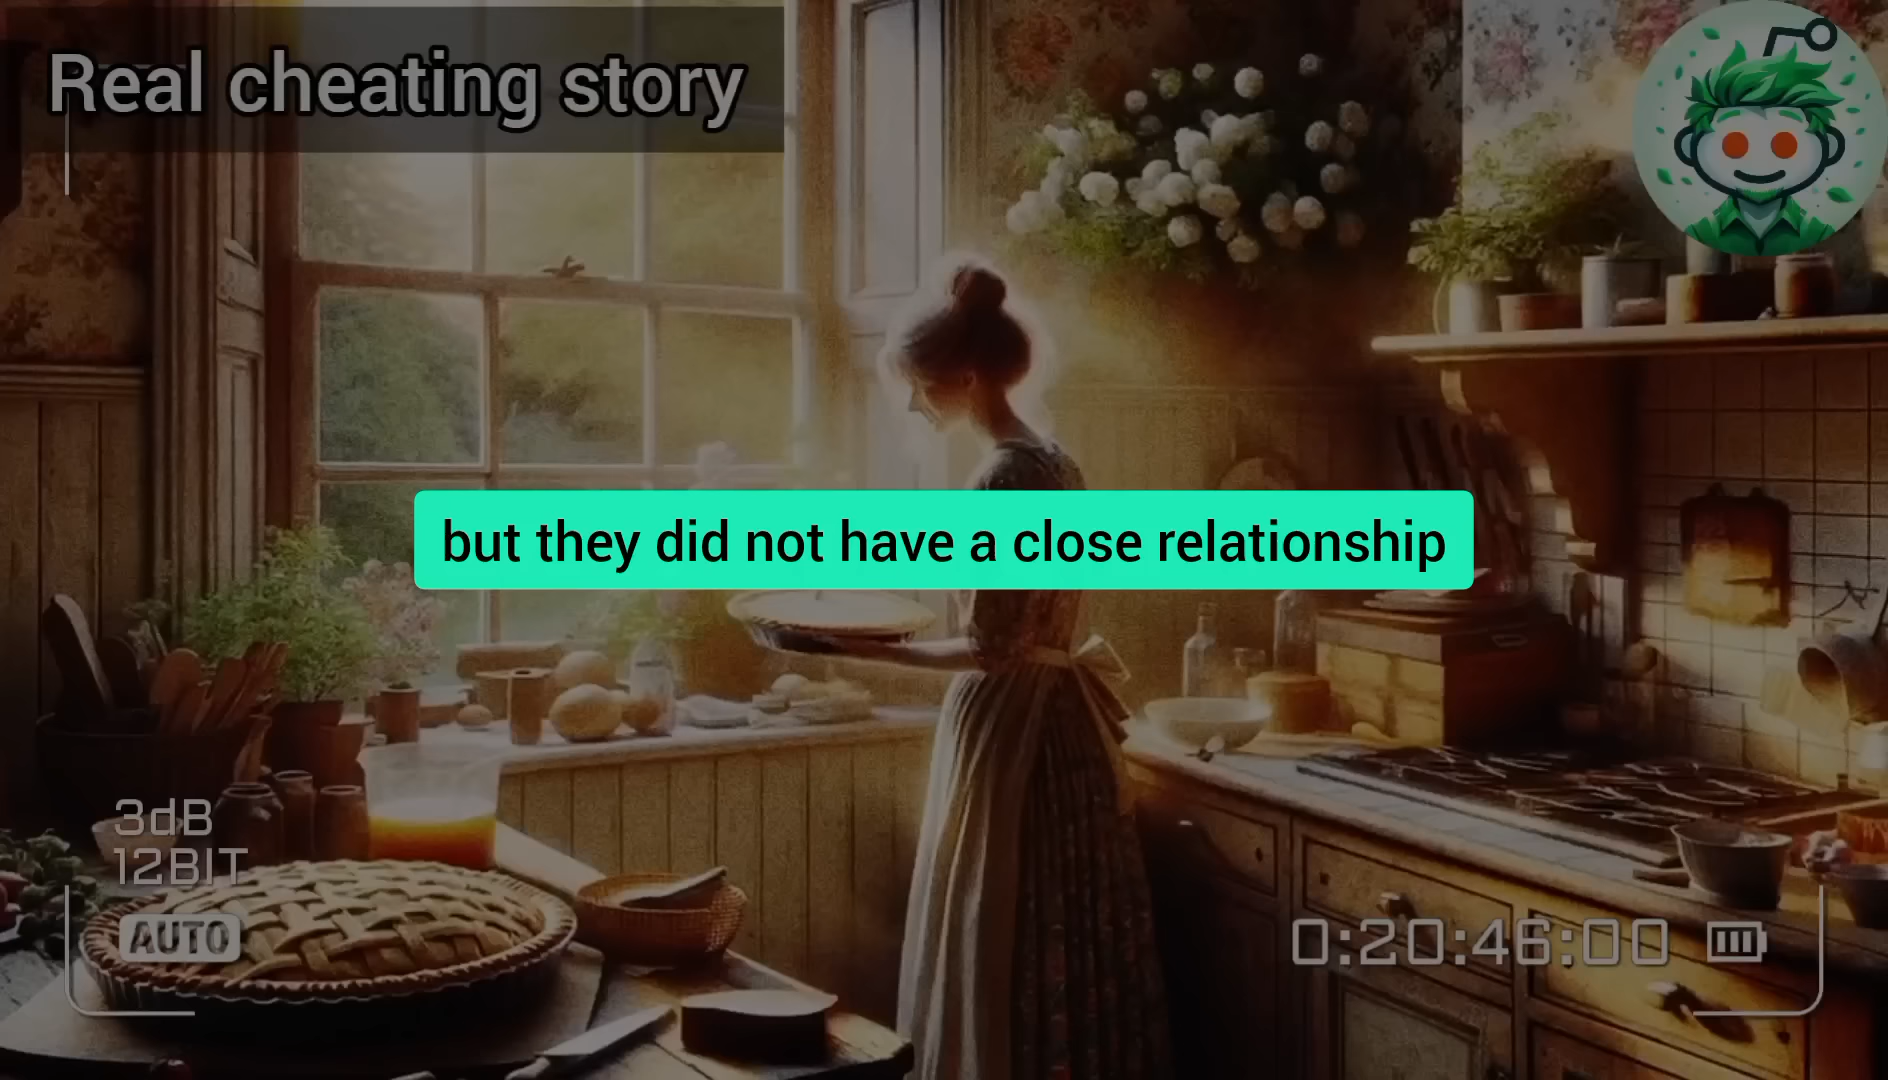 Real cheating story
but they did not have a close relationship
3dB
12BIT
AUTO
0:20:46:00